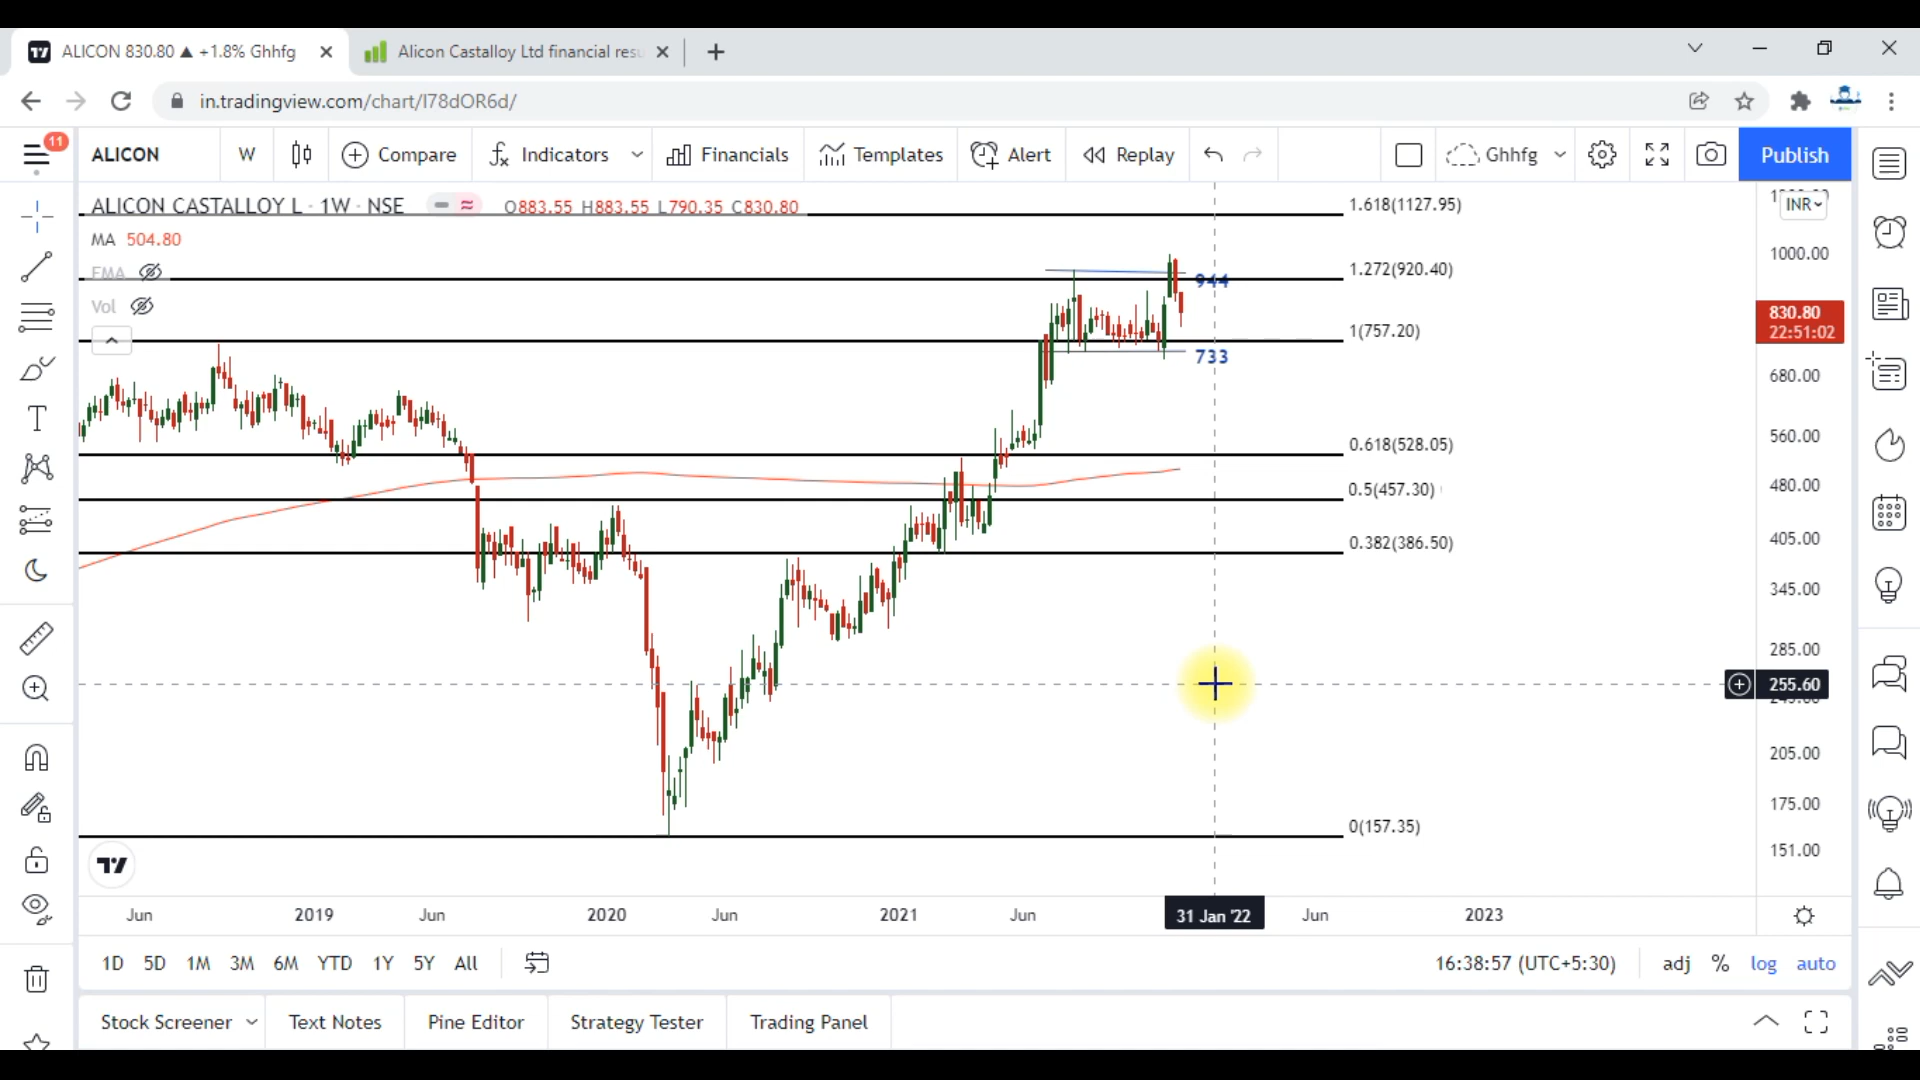 ALICON 830.80 ▲ +1.8% Ghhfg
Alicon Castalloy Ltd financial resu
in.tradingview.com/chart/I78dOR6d/
11
ALICON W Compare Indicators Financials Templates Alert Replay Ghhfg Publish
ALICON CASTALLOY L · 1W · NSE O883.55 H883.55 L790.35 C830.80
MA 504.80
EMA
Vol
1.618(1127.95)
1.272(920.40)
944
1(757.20)
733
0.618(528.05)
0.5(457.30)
0.382(386.50)
0(157.35)
INR
1000.00
830.80
22:51:02
680.00
560.00
480.00
405.00
345.00
285.00
255.60
205.00
175.00
151.00
Jun 2019 Jun 2020 Jun 2021 Jun 31 Jan '22 Jun 2023
1D 5D 1M 3M 6M YTD 1Y 5Y All 16:38:57 (UTC+5:30) adj % log auto
Stock Screener Text Notes Pine Editor Strategy Tester Trading Panel